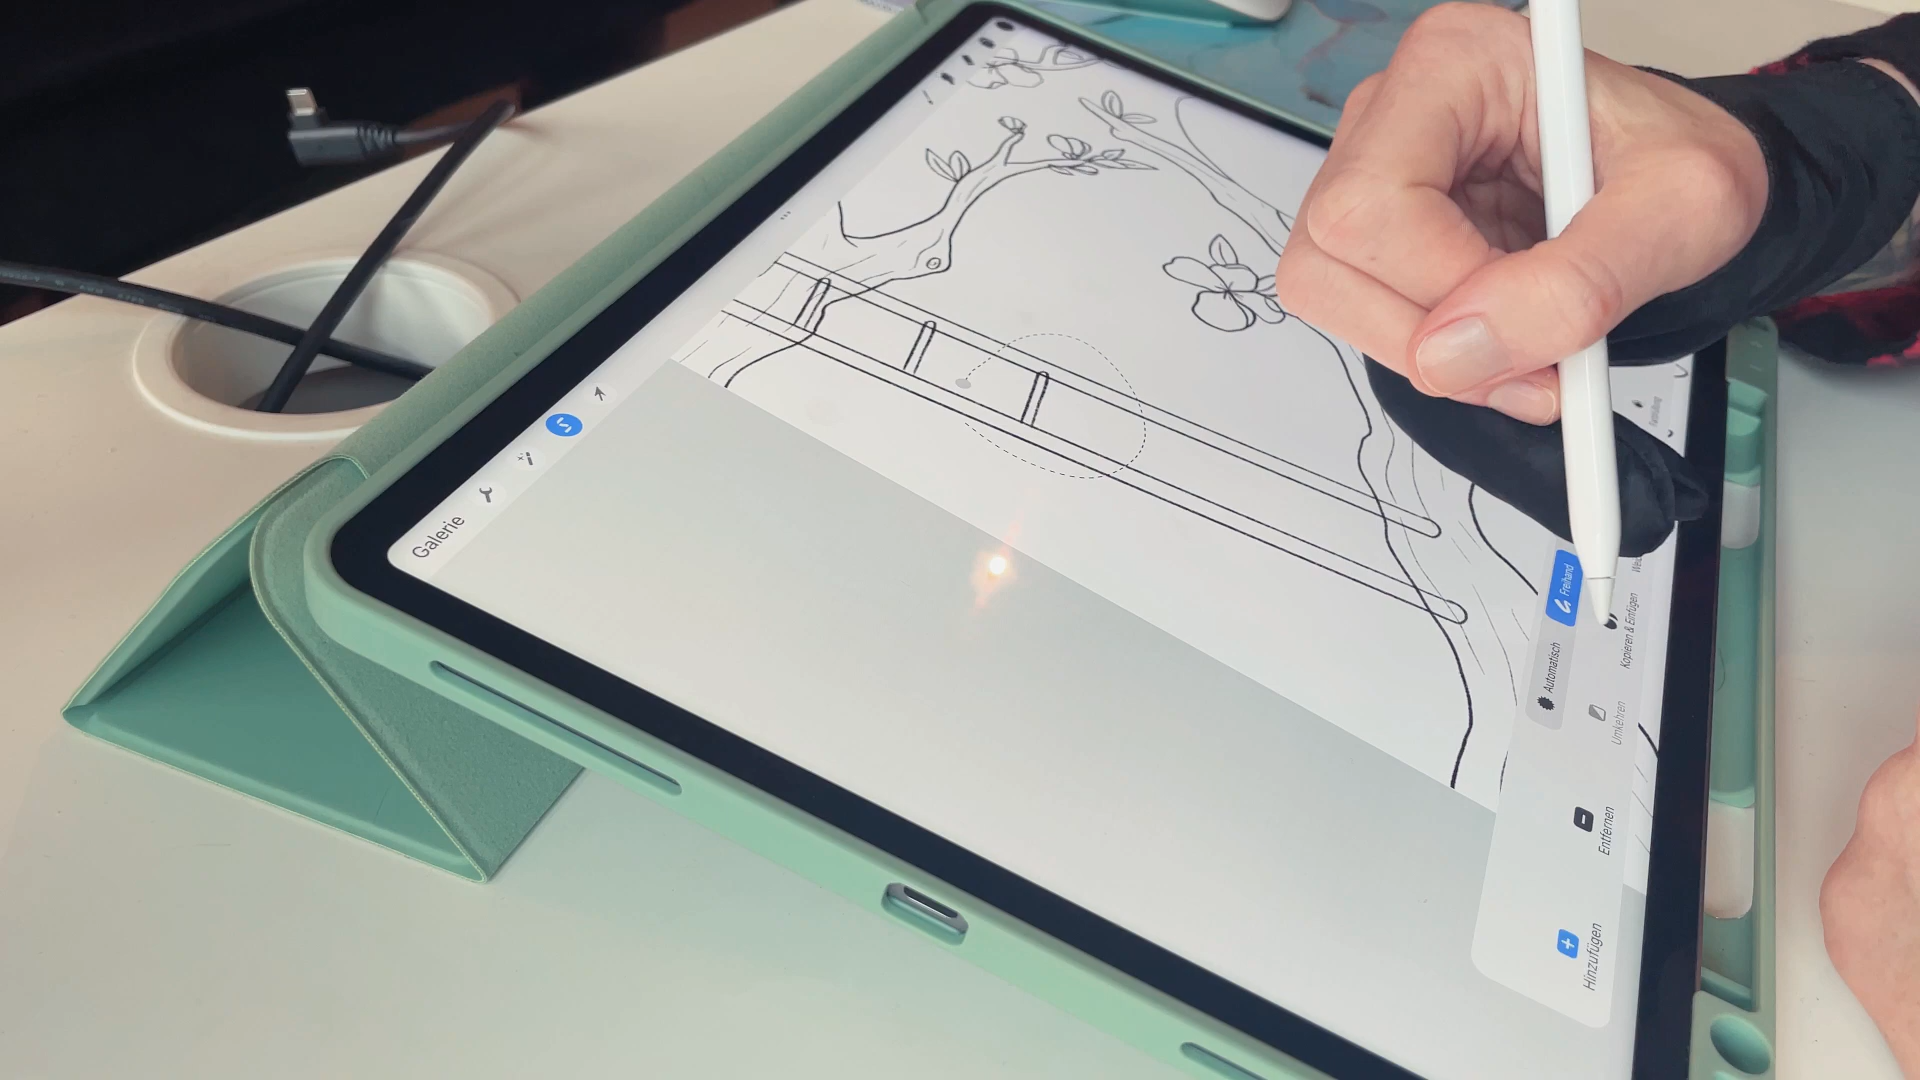 Galerie
Automatisch
Freihand
Hinzufügen
Entfernen
Umkehren
Kopieren & Einfügen